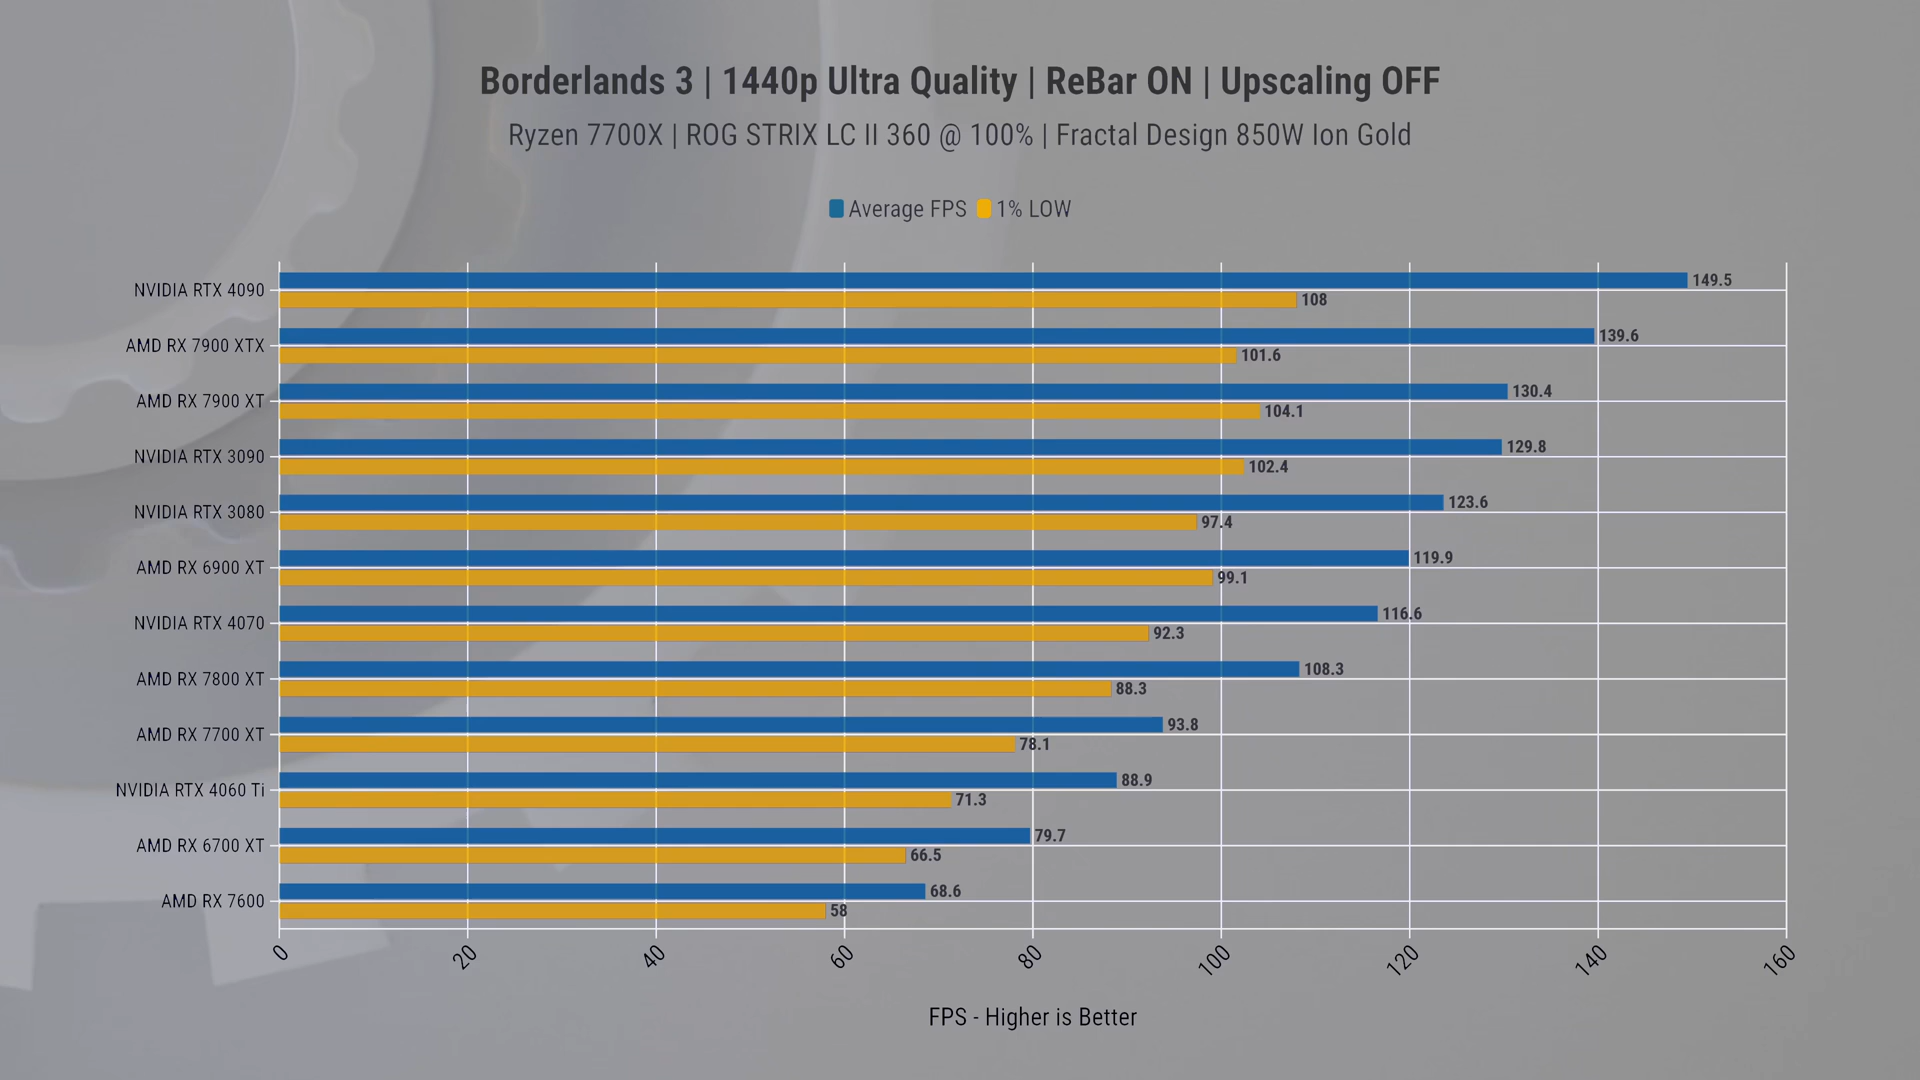 Borderlands 3 | 1440p Ultra Quality | ReBar ON | Upscaling OFF
Ryzen 7700X | ROG STRIX LC II 360 @ 100% | Fractal Design 850W Ion Gold
Average FPS 1% LOW
NVIDIA RTX 4090 149.5
108
AMD RX 7900 XTX 139.6
101.6
AMD RX 7900 XT 130.4
104.1
NVIDIA RTX 3090 129.8
102.4
NVIDIA RTX 3080 123.6
97.4
AMD RX 6900 XT 119.9
99.1
NVIDIA RTX 4070 116.6
92.3
AMD RX 7800 XT 108.3
88.3
AMD RX 7700 XT 93.8
78.1
NVIDIA RTX 4060 Ti 88.9
71.3
AMD RX 6700 XT 79.7
66.5
AMD RX 7600 68.6
58
0 20 40 60 80 100 120 140 160
FPS - Higher is Better